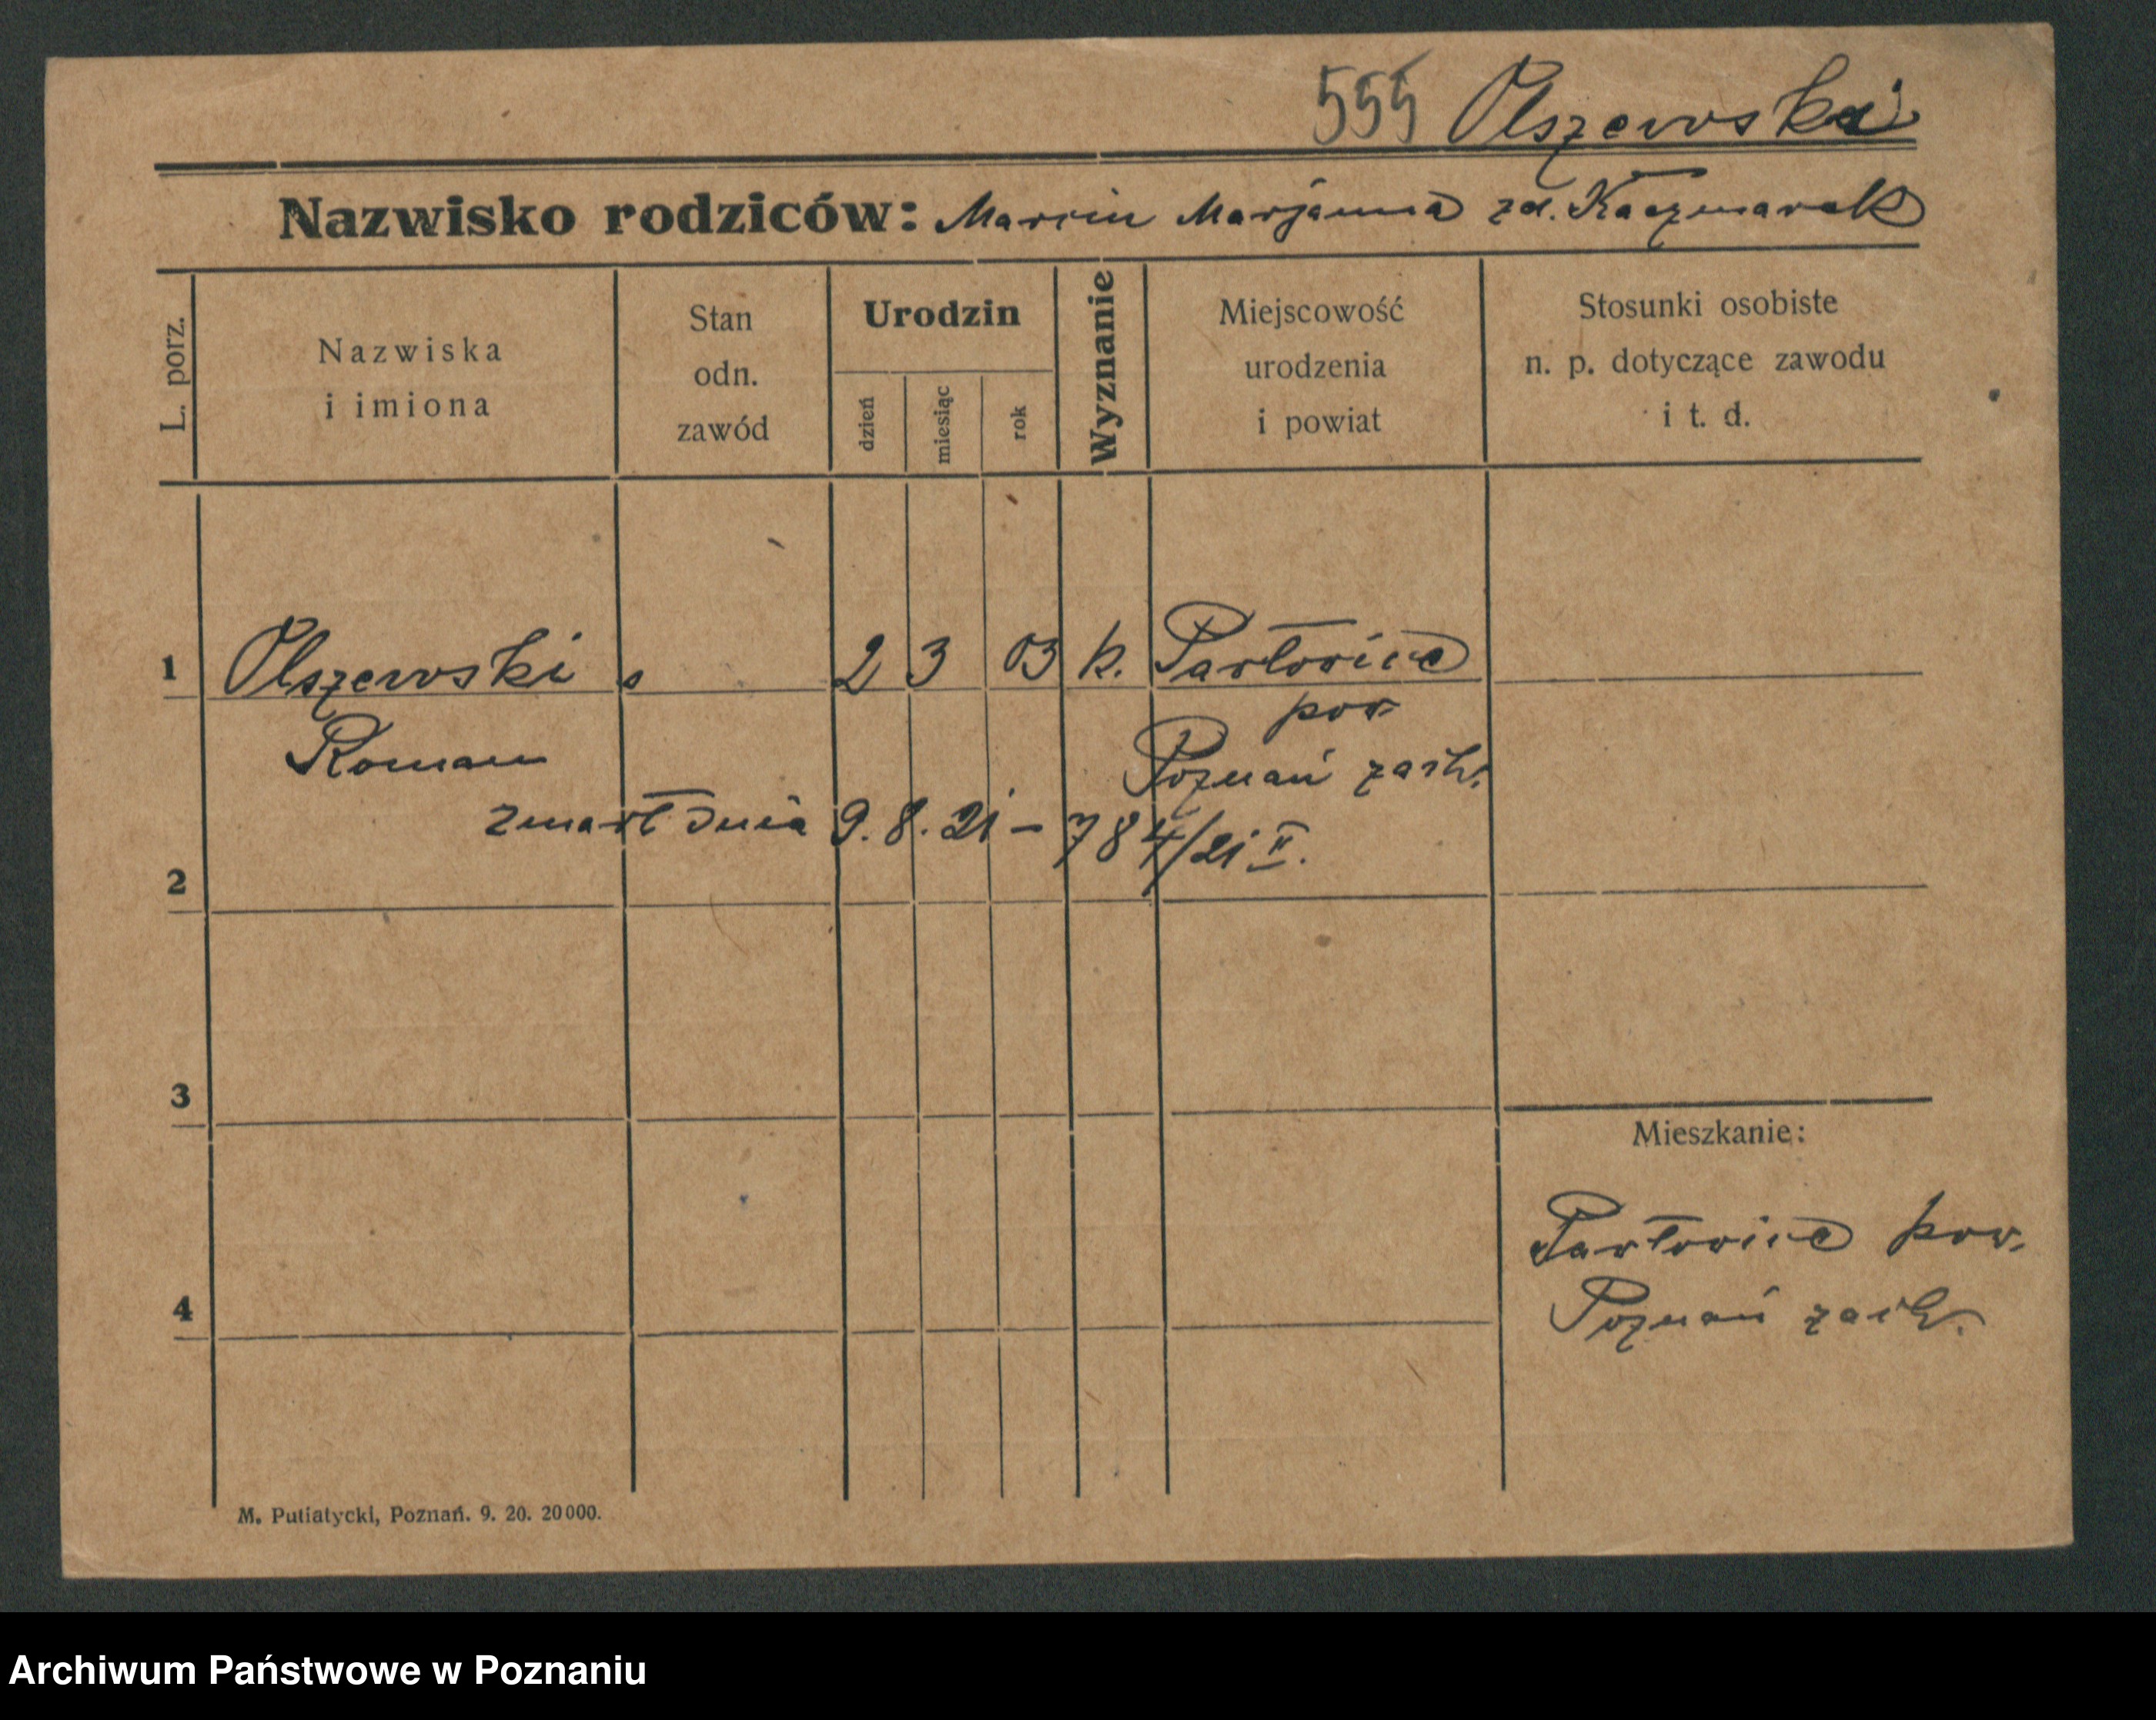 555 Olszewski
Nazwisko rodziców: Marcin Marjanna zd. Kaczmarek
L. porz.
Nazwiska
i imiona
Stan
odn.
zawód
Urodzin
dzień
miesiąc
rok
Wyznanie
Miejscowość
urodzenia
i powiat
Stosunki osobiste
n. p. dotyczące zawodu
i t. d.
1 Olszewski s 2 3 03 k. Pawłowice
pow
Roman
Poznań zach.
zmarł dnia 9. 8. 21 – 784/21 II.
2
3
Mieszkanie:
Pawłowice pow.
4
Poznań zach.
M. Putiatycki, Poznań. 9. 20. 20000.
Archiwum Państwowe w Poznaniu